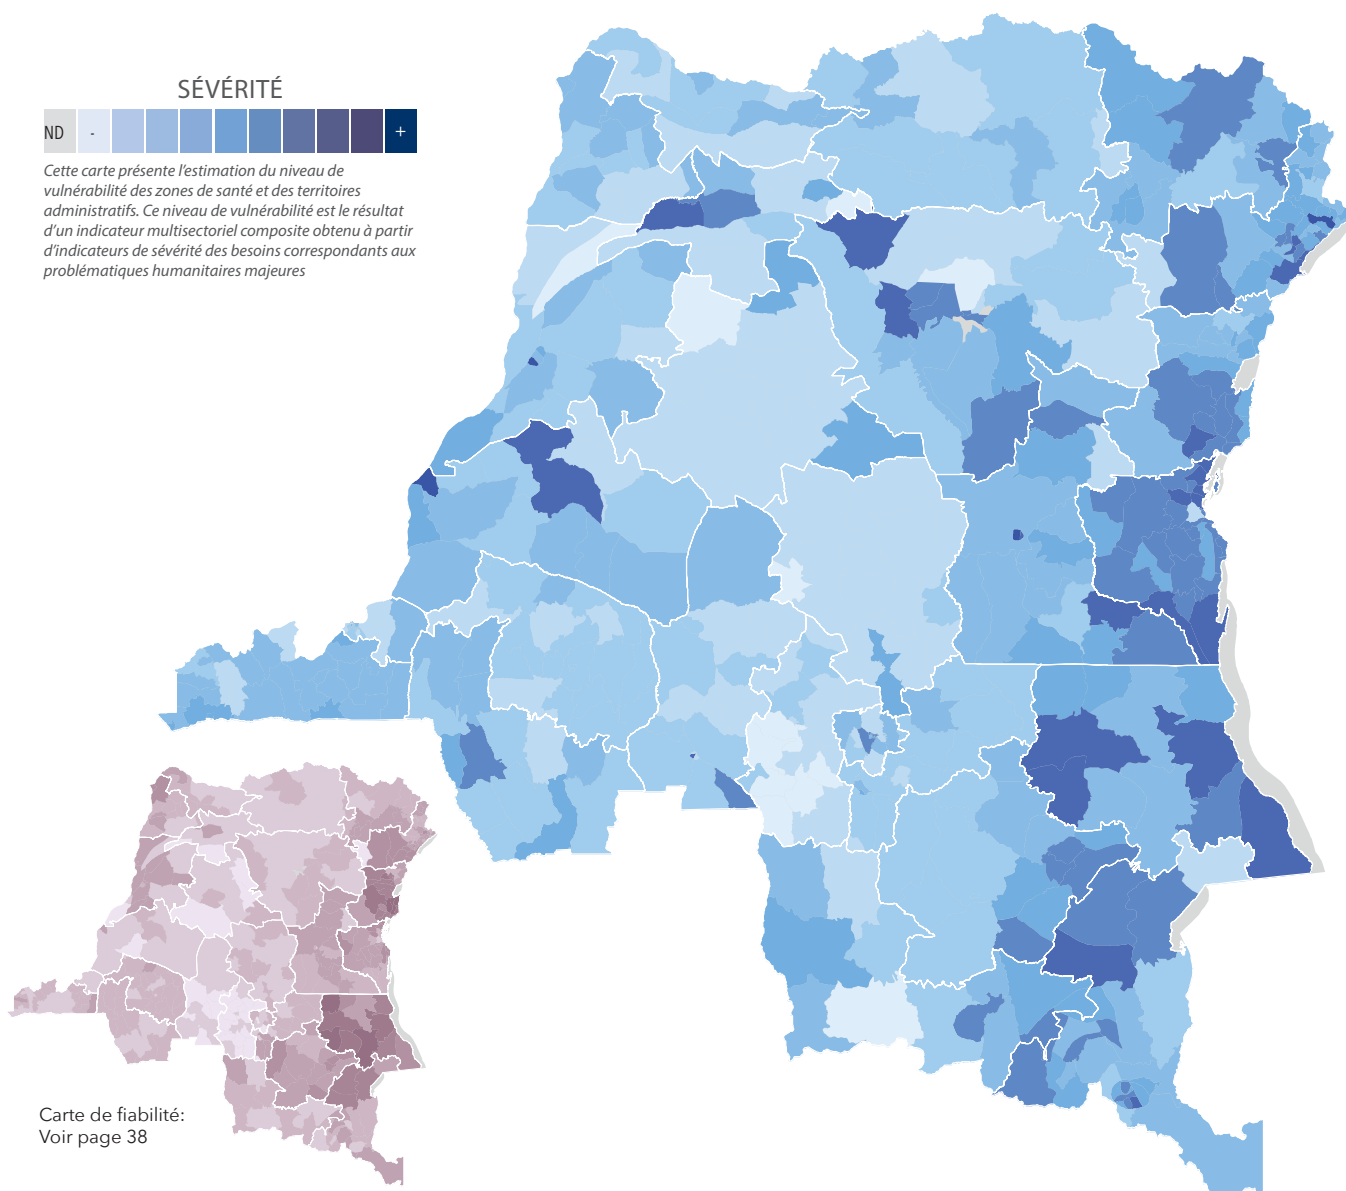 SÉVÉRITÉ
ND - +
Cette carte présente l'estimation du niveau de
vulnérabilité des zones de santé et des territoires
administratifs. Ce niveau de vulnérabilité est le résultat
d'un indicateur multisectoriel composite obtenu à partir
d'indicateurs de sévérité des besoins correspondants aux
problématiques humanitaires majeures
Carte de fiabilité:
Voir page 38